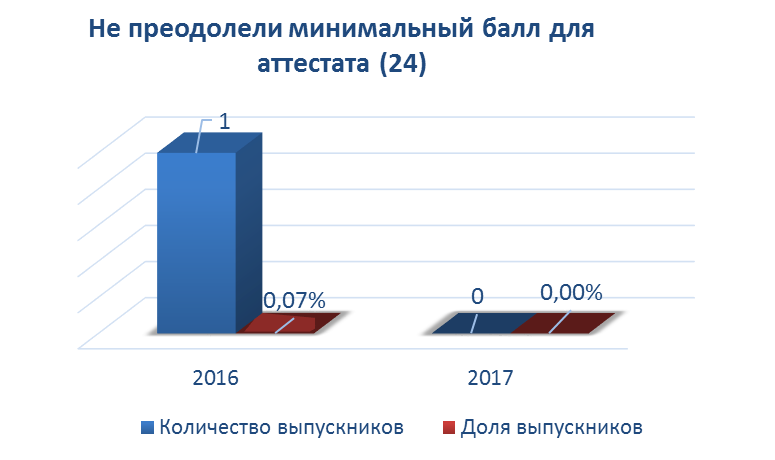 Не преодолели минимальный балл для
аттестата (24)
1
0,07%
0
0,00%
2016
2017
Количество выпускников
Доля выпускников